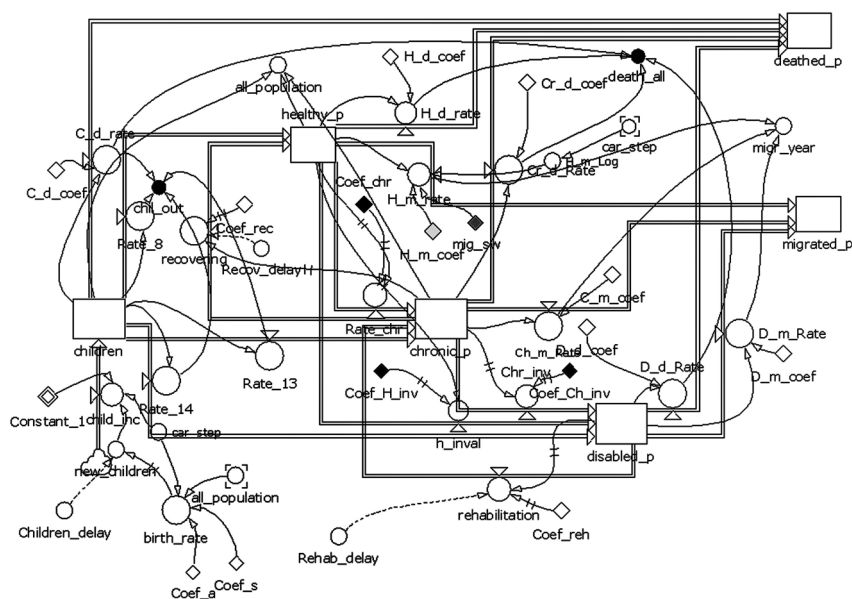 H_d_coef
deathed_p
Cr_d_coef
death_all
all_population
healthy_p
H_d_rate
car_step
migr_year
C_d_rate
H_m_Log
Cr_d_Rate
Coef_chr
C_d_coef
H_m_rate
chil_out
Coef_rec
mig_sw
Rate_8
H_m_coef
migrated_p
recovering
Recov_delay
C_m_coef
Rate_chr
children
chronic_p
Ch_m_Rate
D_d_coef
D_m_Rate
Rate_13
Chr_inv
D_d_Rate
D_m_coef
Rate_14
Coef_H_inv
Coef_Ch_inv
Constant_1
child_inc
car_step
h_inval
disabled_p
new_children
all_population
Children_delay
birth_rate
rehabilitation
Rehab_delay
Coef_reh
Coef_a
Coef_s